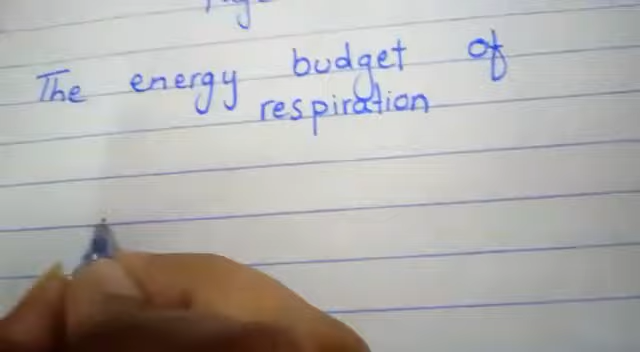 The energy budget of
respiration